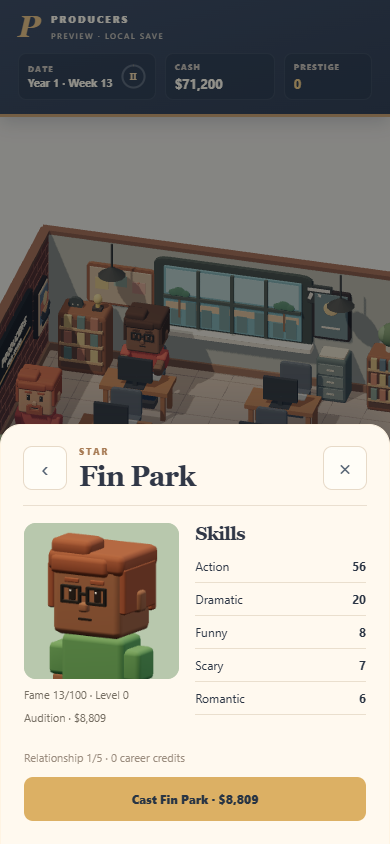 P PRODUCERS
PREVIEW · LOCAL SAVE
DATE
Year 1 · Week 13
CASH
$71,200
PRESTIGE
0
PRODUCERS
‹
STAR
Fin Park
×
Skills
Action 56
Dramatic 20
Funny 8
Scary 7
Romantic 6
Fame 13/100 · Level 0
Audition · $8,809
Relationship 1/5 · 0 career credits
Cast Fin Park · $8,809